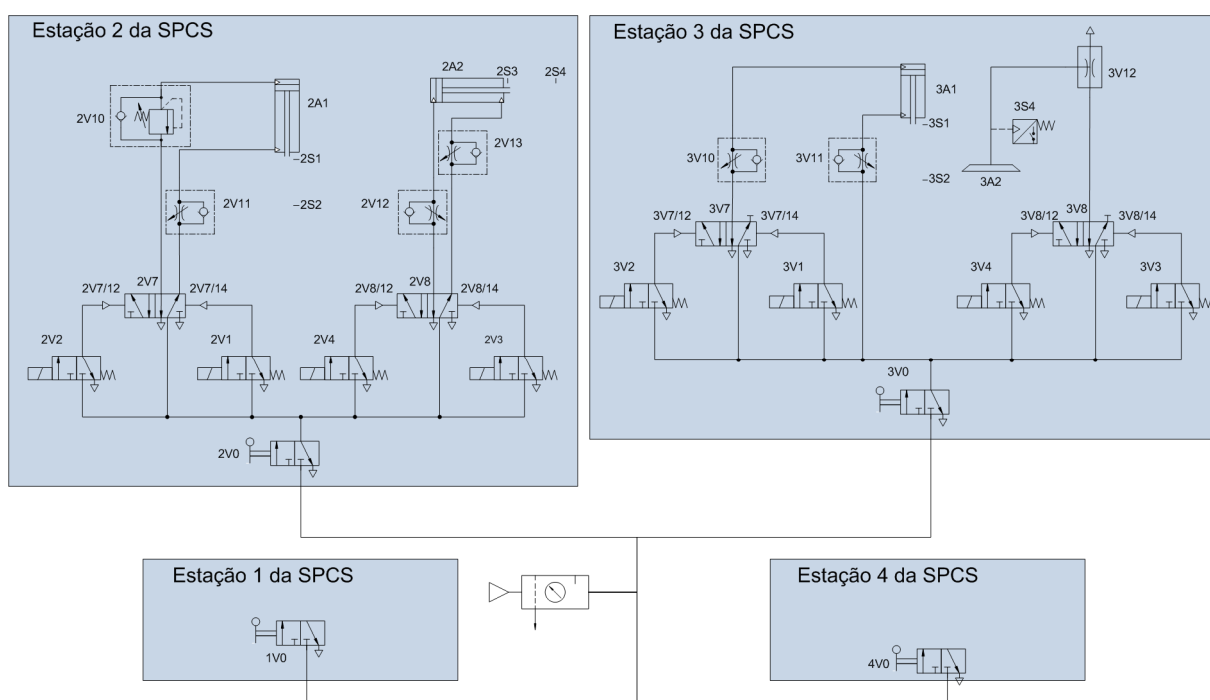 Estação 2 da SPCS
2A2
2S3
2S4
2A1
2V10
2V13
2S1
2V11
2V12
2S2
2V7/12
2V7
2V7/14
2V8/12
2V8
2V8/14
2V2
2V1
2V4
2V3
2V0
Estação 3 da SPCS
3V12
3A1
3S4
3S1
3V10
3V11
3S2
3A2
3V7/12
3V7
3V7/14
3V8/12
3V8
3V8/14
3V2
3V1
3V4
3V3
3V0
Estação 1 da SPCS
1V0
Estação 4 da SPCS
4V0